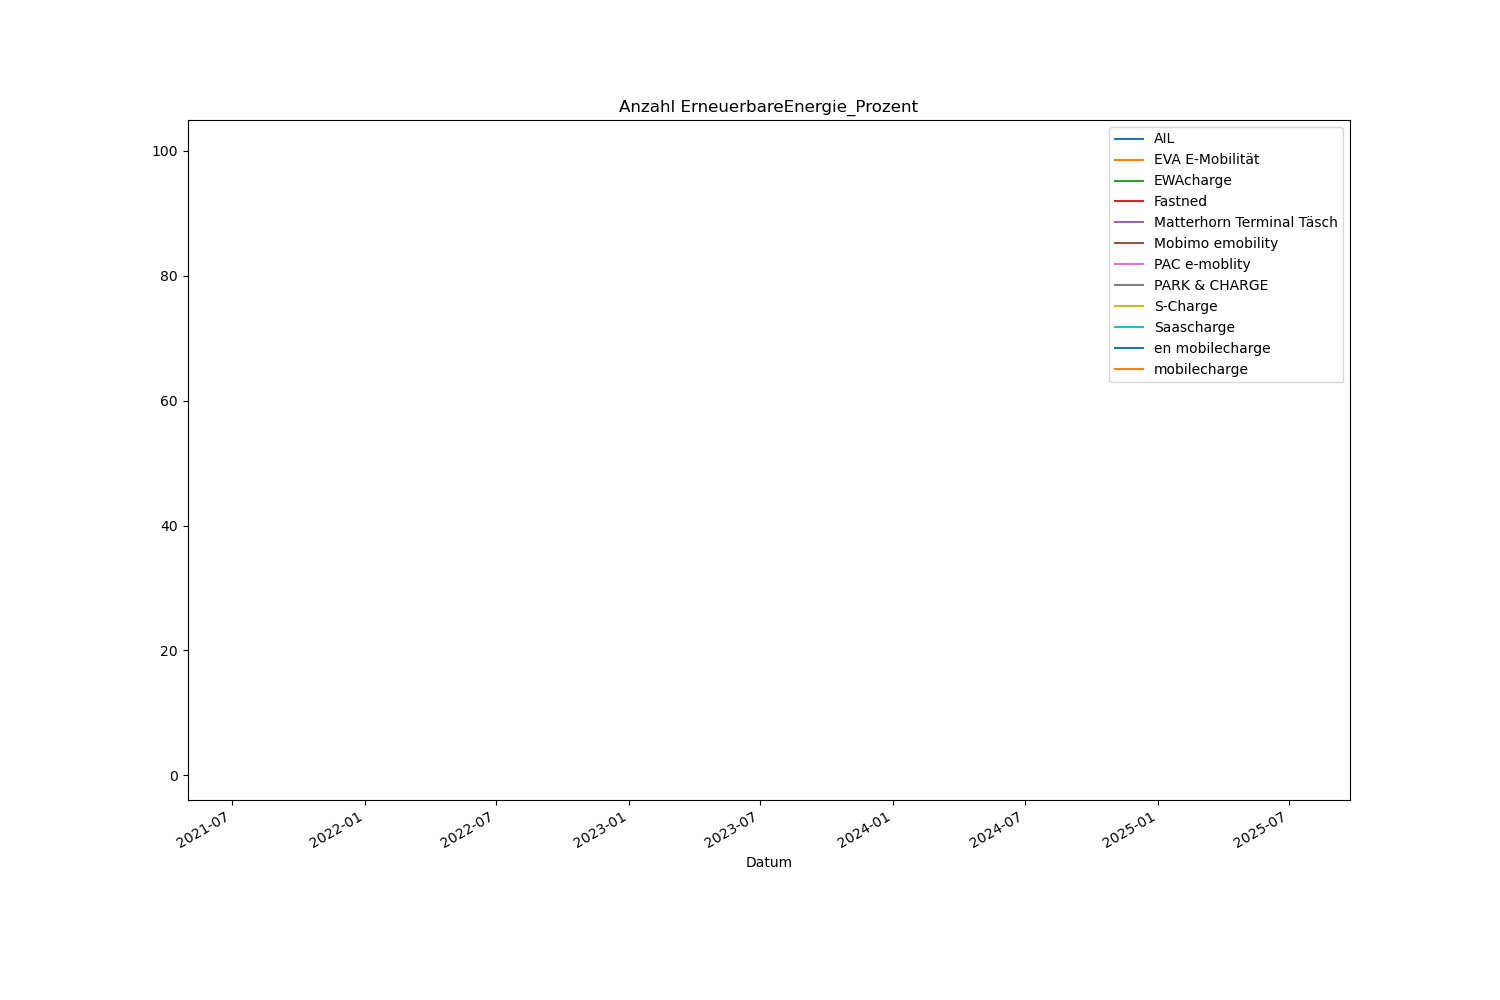 Anzahl ErneuerbareEnergie_Prozent
100
80
60
40
20
0
AIL
EVA E-Mobilität
EWAcharge
Fastned
Matterhorn Terminal Täsch
Mobimo emobility
PAC e-moblity
PARK & CHARGE
S-Charge
Saascharge
en mobilecharge
mobilecharge
2021-07
2022-01
2022-07
2023-01
2023-07
2024-01
2024-07
2025-01
2025-07
Datum